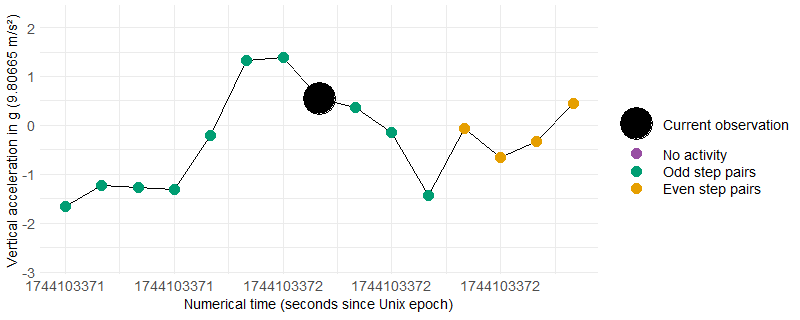 Vertical acceleration in g (9.80665 m/s²)
2
1
0
-1
-2
-3
1744103371
1744103371
1744103372
1744103372
1744103372
Numerical time (seconds since Unix epoch)
Current observation
No activity
Odd step pairs
Even step pairs